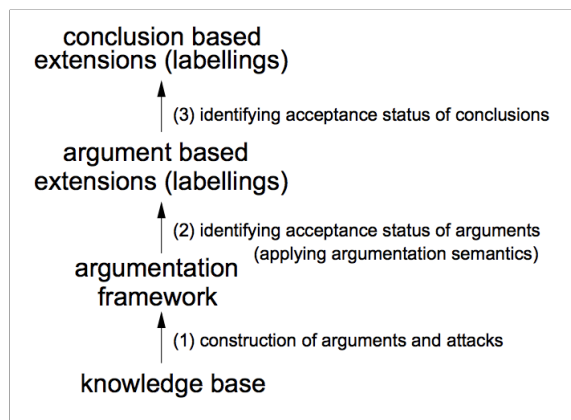 conclusion based
extensions (labellings)
(3) identifying acceptance status of conclusions
argument based
extensions (labellings)
(2) identifying acceptance status of arguments
(applying argumentation semantics)
argumentation
framework
(1) construction of arguments and attacks
knowledge base